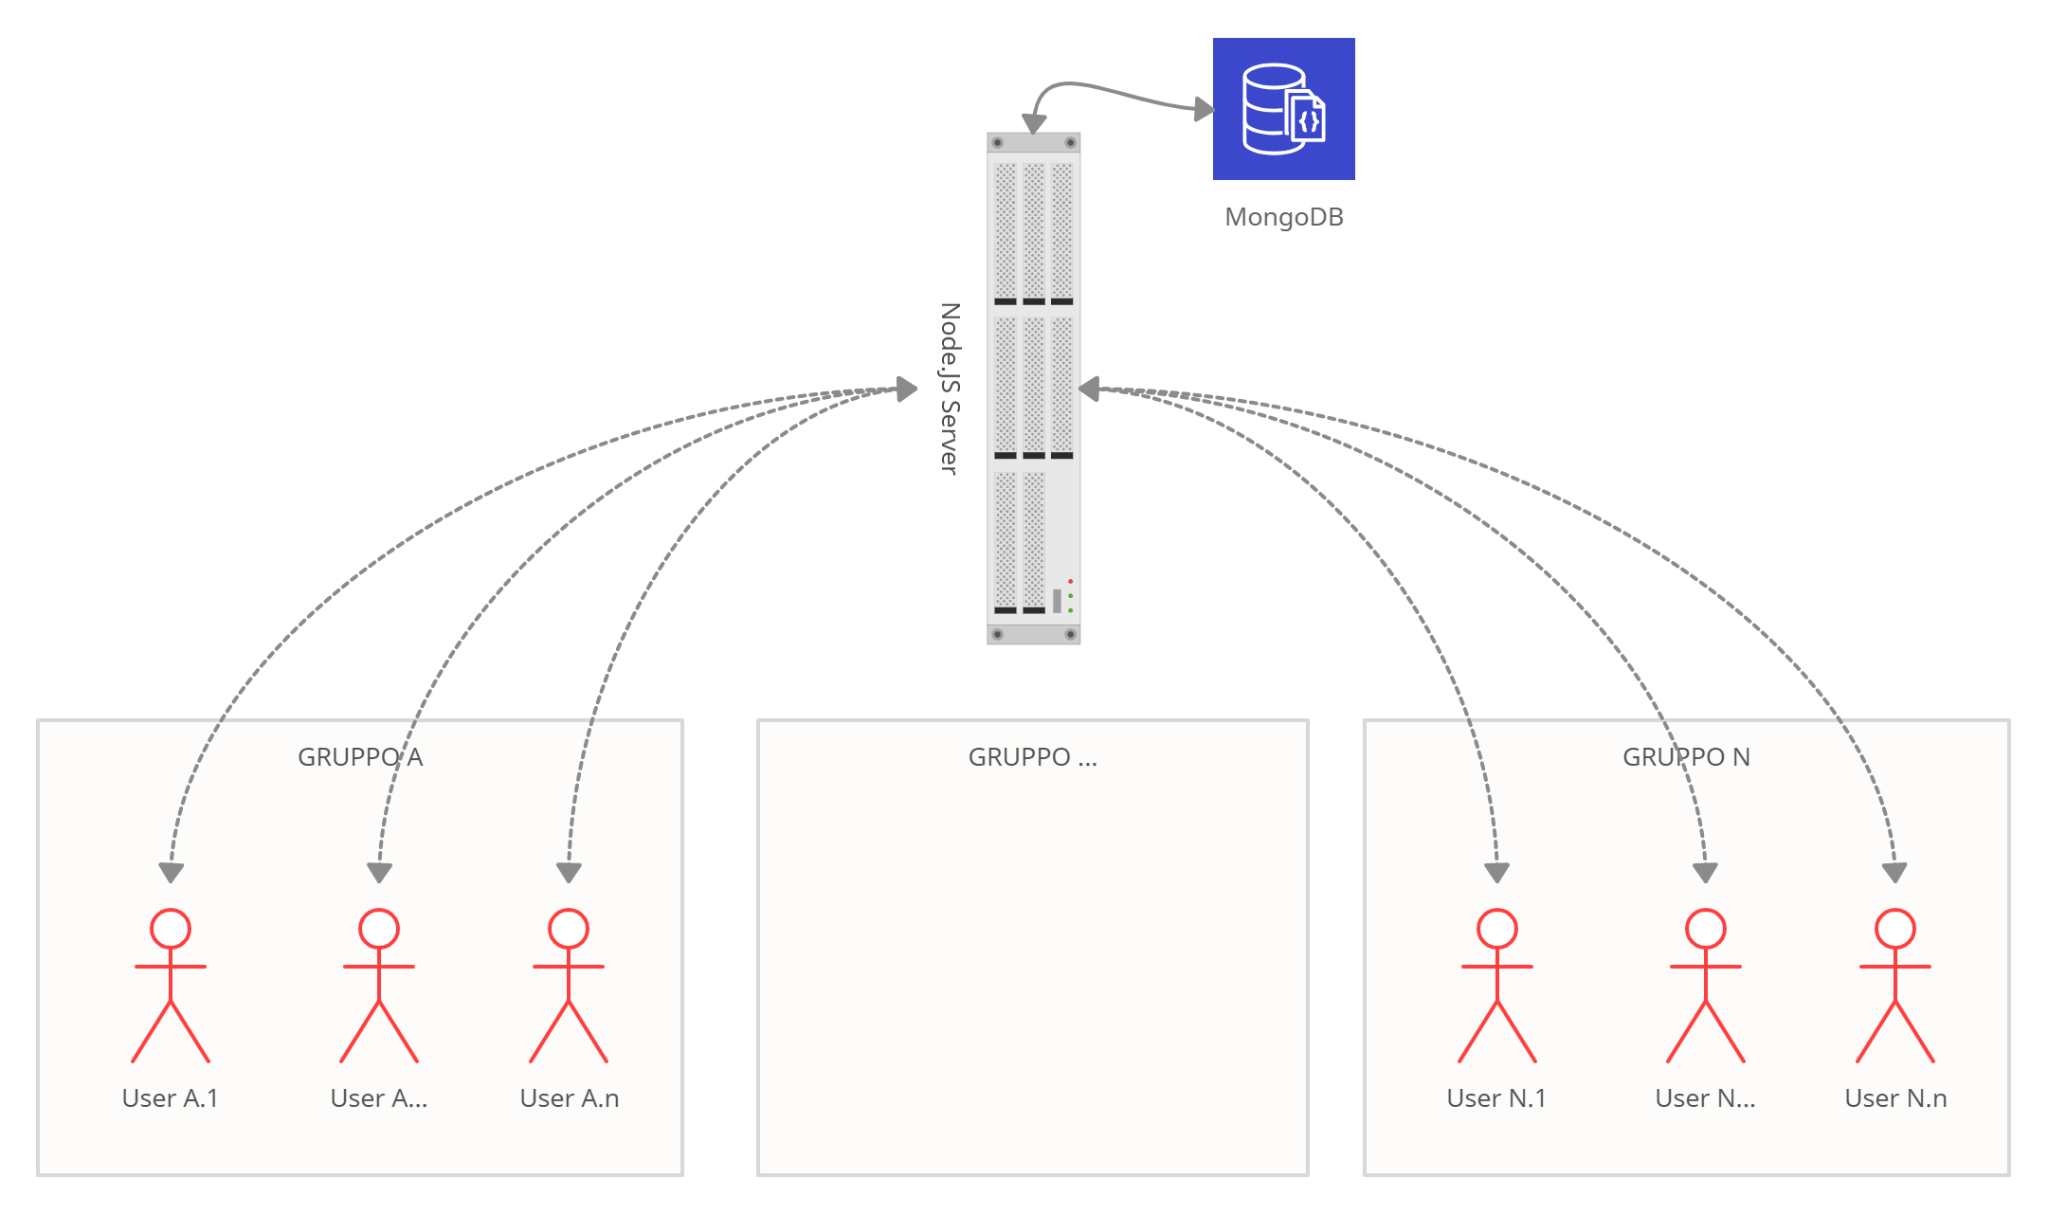 MongoDB
Node.JS Server
GRUPPO A
GRUPPO ...
GRUPPO N
User A.1
User A...
User A.n
User N.1
User N...
User N.n